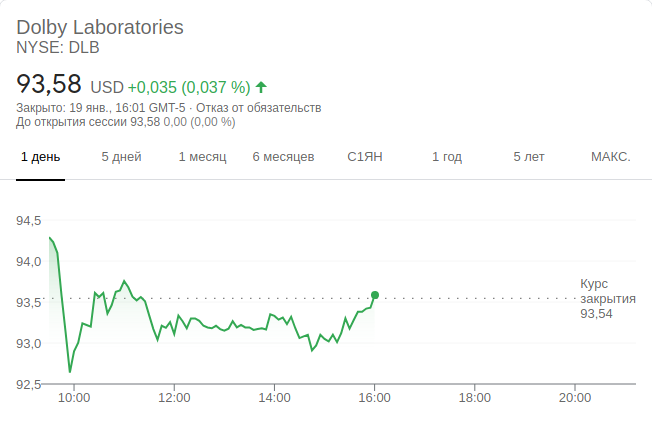 Dolby Laboratories
NYSE: DLB
93,58 USD +0,035 (0,037 %)
Закрыто: 19 янв., 16:01 GMT-5 · Отказ от обязательств
До открытия сессии 93,58 0,00 (0,00 %)
1 день 5 дней 1 месяц 6 месяцев С1ЯН 1 год 5 лет МАКС.
94,5
94,0
93,5
93,0
92,5
Курс
закрытия
93,54
10:00 12:00 14:00 16:00 18:00 20:00